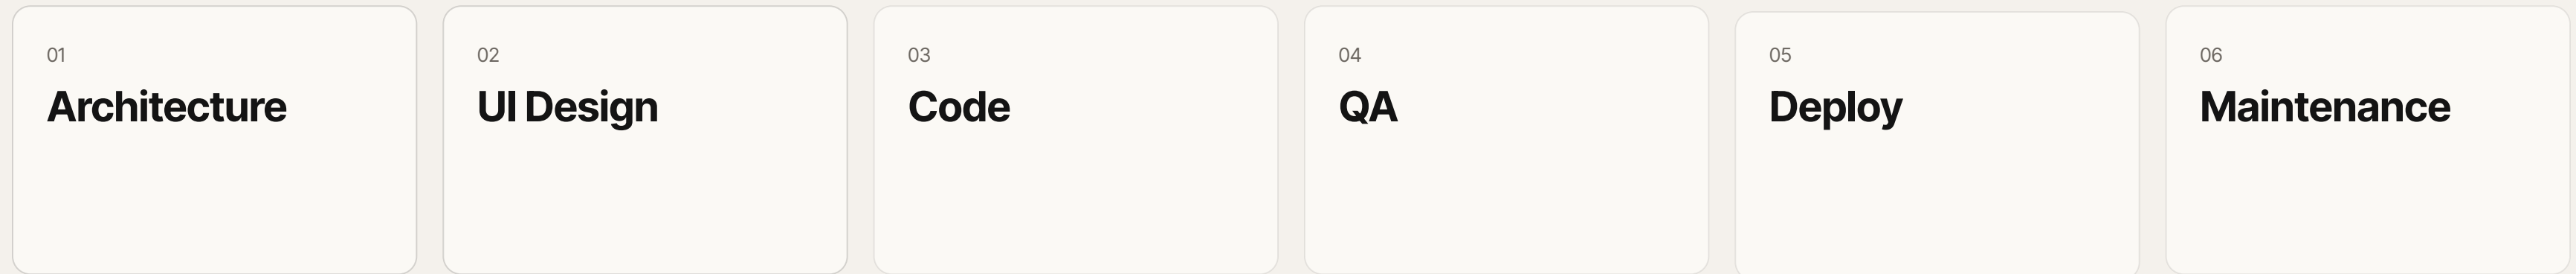 01
Architecture
02
UI Design
03
Code
04
QA
05
Deploy
06
Maintenance